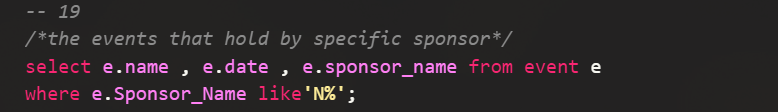 -- 19
/*the events that hold by specific sponsor*/
select e.name , e.date , e.sponsor_name from event e
where e.Sponsor_Name like'N%';